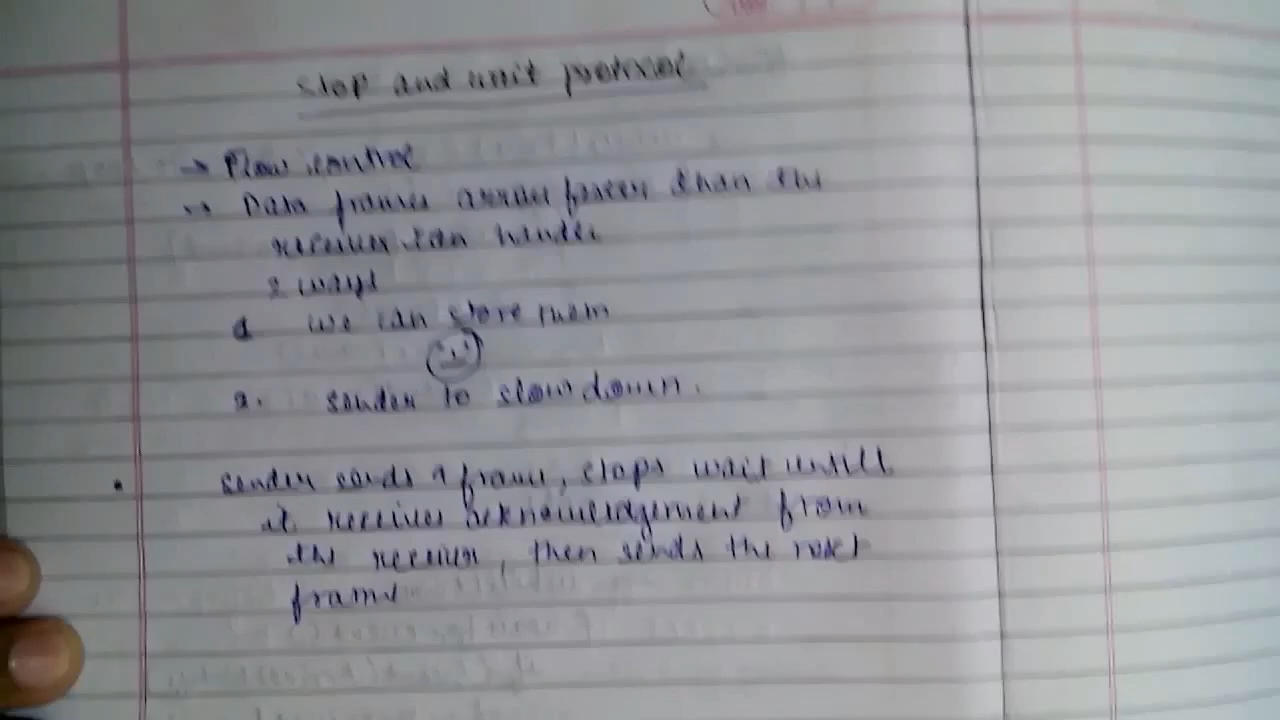 Stop and wait protocol
→ Flow control
→ Data frames arrive faster than the
receiver can handle
2 ways
1 we can store them
2. sender to slow down.
• sender sends a frame, stops wait untill
it receives acknowledgement from
the receiver, then sends the next
frame